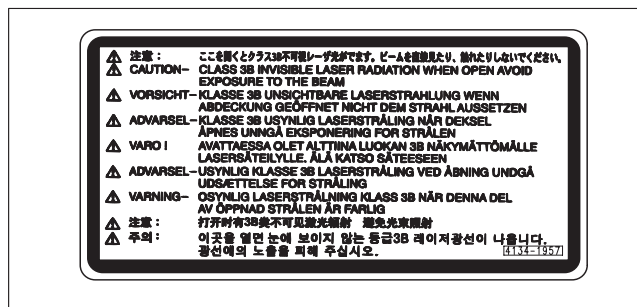 ⚠ 注意： ここを開くとクラス3B不可視レーザ光がでます。ビームを直接見たり、触れたりしないでください。
⚠ CAUTION– CLASS 3B INVISIBLE LASER RADIATION WHEN OPEN AVOID
EXPOSURE TO THE BEAM
⚠ VORSICHT– KLASSE 3B UNSICHTBARE LASERSTRAHLUNG WENN
ABDECKUNG GEÖFFNET NICHT DEM STRAHL AUSSETZEN
⚠ ADVARSEL– KLASSE 3B USYNLIG LASERSTRÅLING NÅR DEKSEL
ÅPNES UNNGÅ EKSPONERING FOR STRÅLEN
⚠ VARO! AVATTAESSA OLET ALTTIINA LUOKAN 3B NÄKYMÄTTÖMÄLLE
LASERSÄTEILYLLE. ÄLÄ KATSO SÄTEESEEN
⚠ ADVARSEL– USYNLIG KLASSE 3B LASERSTRÅLING VED ÅBNING UNDGÅ
UDSÆTTELSE FOR STRÅLING
⚠ VARNING– OSYNLIG LASERSTRÅLNING KLASS 3B NÄR DENNA DEL
AV ÖPPNAD STRÅLEN ÄR FARLIG
⚠ 注意： 打开时有3B类不可见激光辐射 避免光束照射
⚠ 주의: 이곳을 열면 눈에 보이지 않는 등급3B 레이저광선이 나옵니다.
광선에의 노출을 피해 주십시오. 4134-1957